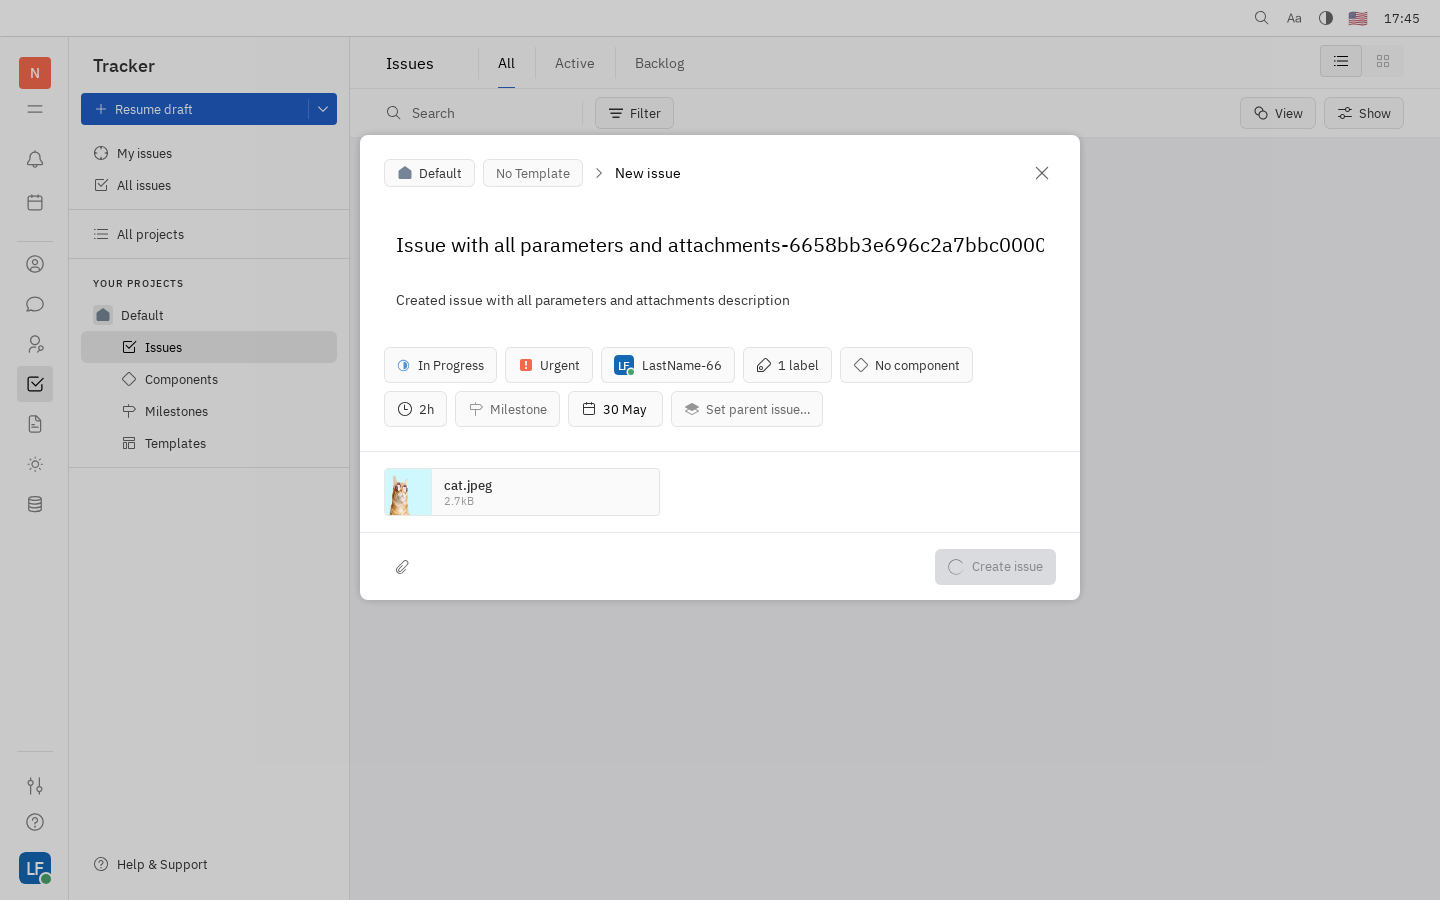 Aa 17:45
N
Tracker
Resume draft
My issues
All issues
All projects
YOUR PROJECTS
Default
Issues
Components
Milestones
Templates
Help & Support
LF
Issues All Active Backlog
Search Filter View Show
Default No Template New issue
Issue with all parameters and attachments-6658bb3e696c2a7bbc0000
Created issue with all parameters and attachments description
In Progress Urgent LF LastName-66 1 label No component
2h Milestone 30 May Set parent issue...
cat.jpeg
2.7kB
Create issue